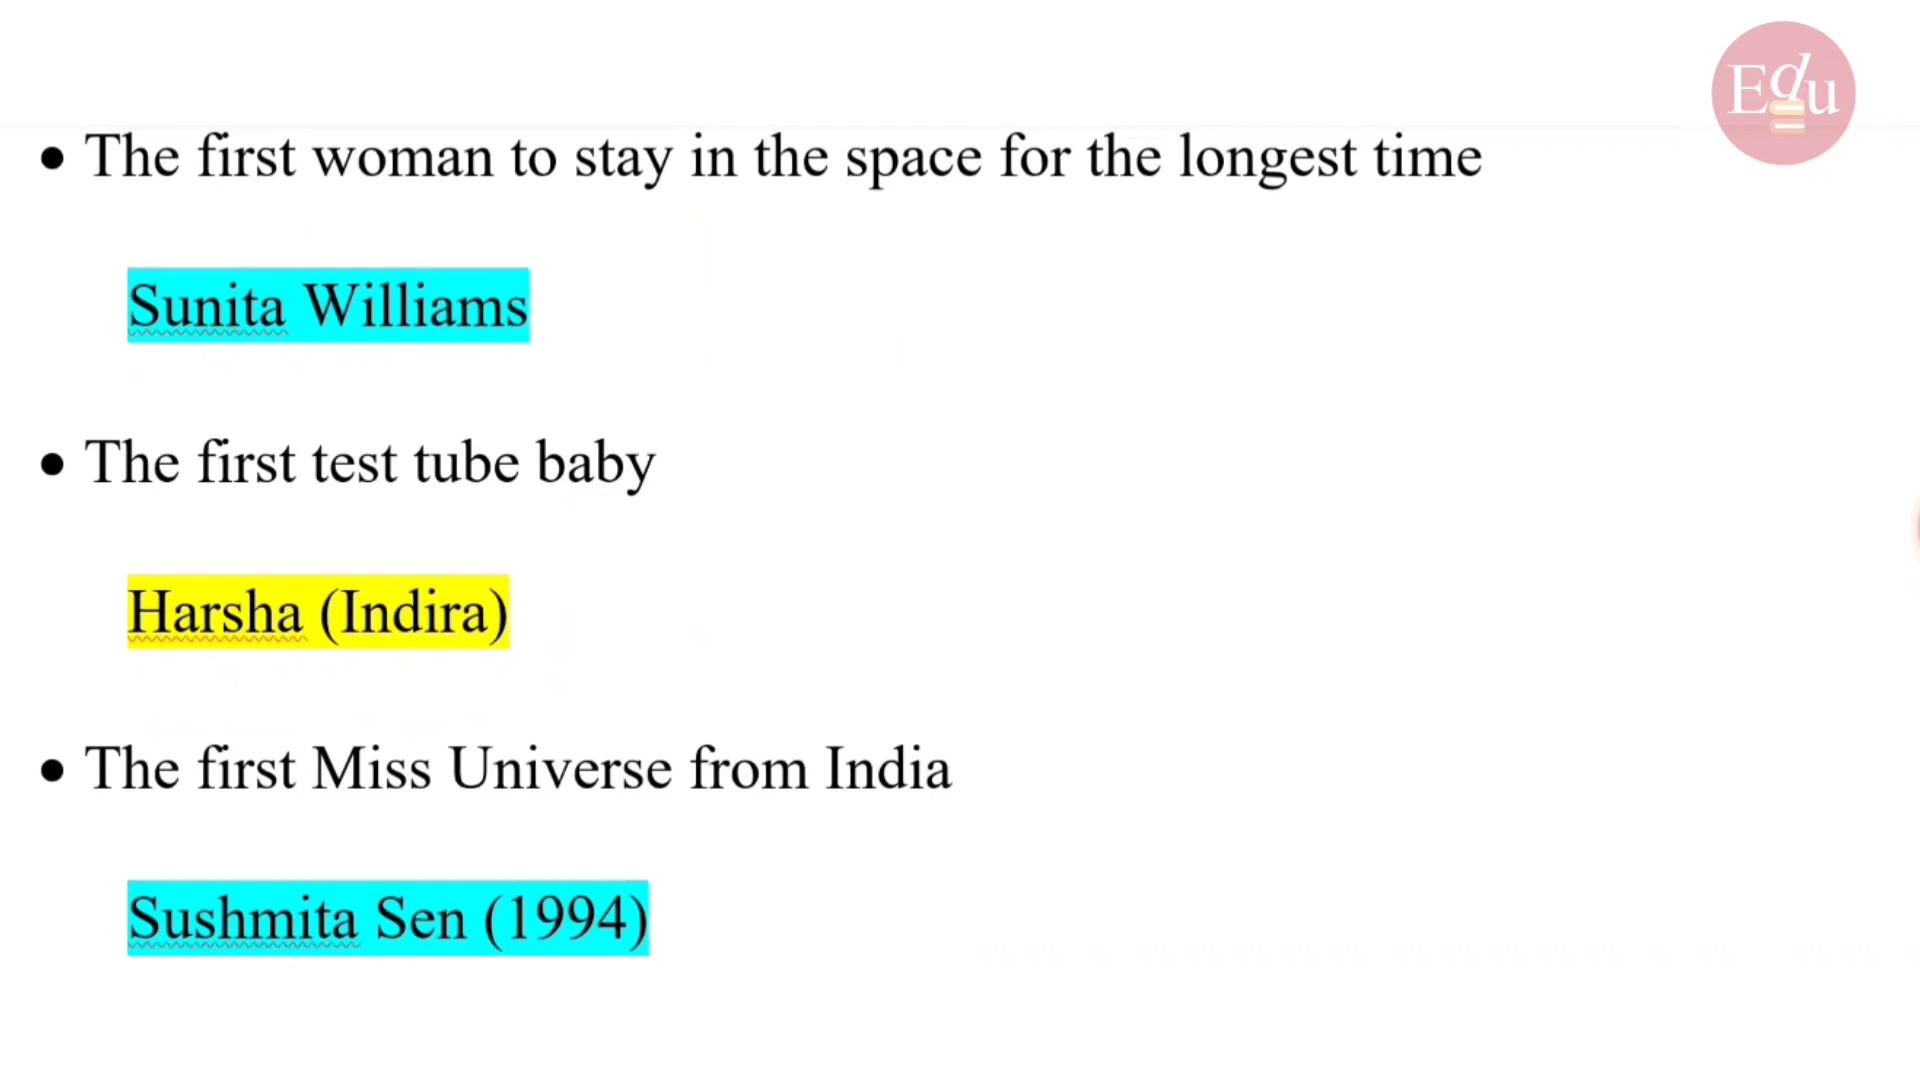 Edu
● The first woman to stay in the space for the longest time
Sunita Williams
● The first test tube baby
Harsha (Indira)
● The first Miss Universe from India
Sushmita Sen (1994)